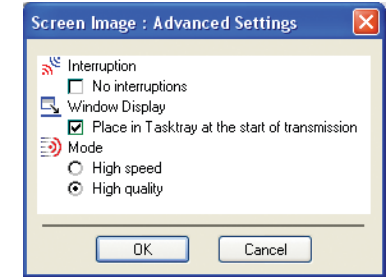 Screen Image : Advanced Settings
Interruption
No interruptions
Window Display
Place in Tasktray at the start of transmission
Mode
High speed
High quality
OK Cancel